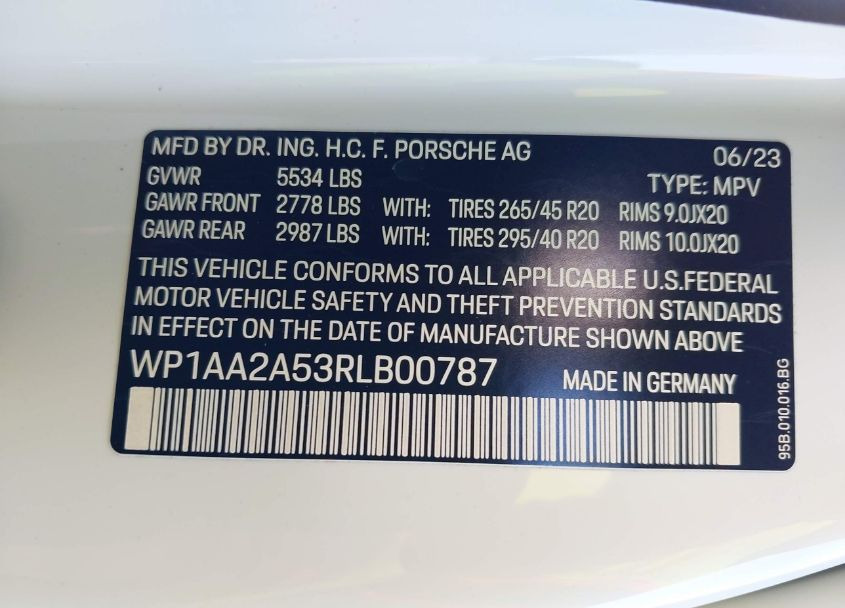 MFD BY DR. ING. H.C. F. PORSCHE AG 06/23
GVWR 5534 LBS TYPE: MPV
GAWR FRONT 2778 LBS WITH: TIRES 265/45 R20 RIMS 9.0JX20
GAWR REAR 2987 LBS WITH: TIRES 295/40 R20 RIMS 10.0JX20
THIS VEHICLE CONFORMS TO ALL APPLICABLE U.S.FEDERAL
MOTOR VEHICLE SAFETY AND THEFT PREVENTION STANDARDS
IN EFFECT ON THE DATE OF MANUFACTURE SHOWN ABOVE
WP1AA2A53RLB00787 MADE IN GERMANY
95B.010.016.BG